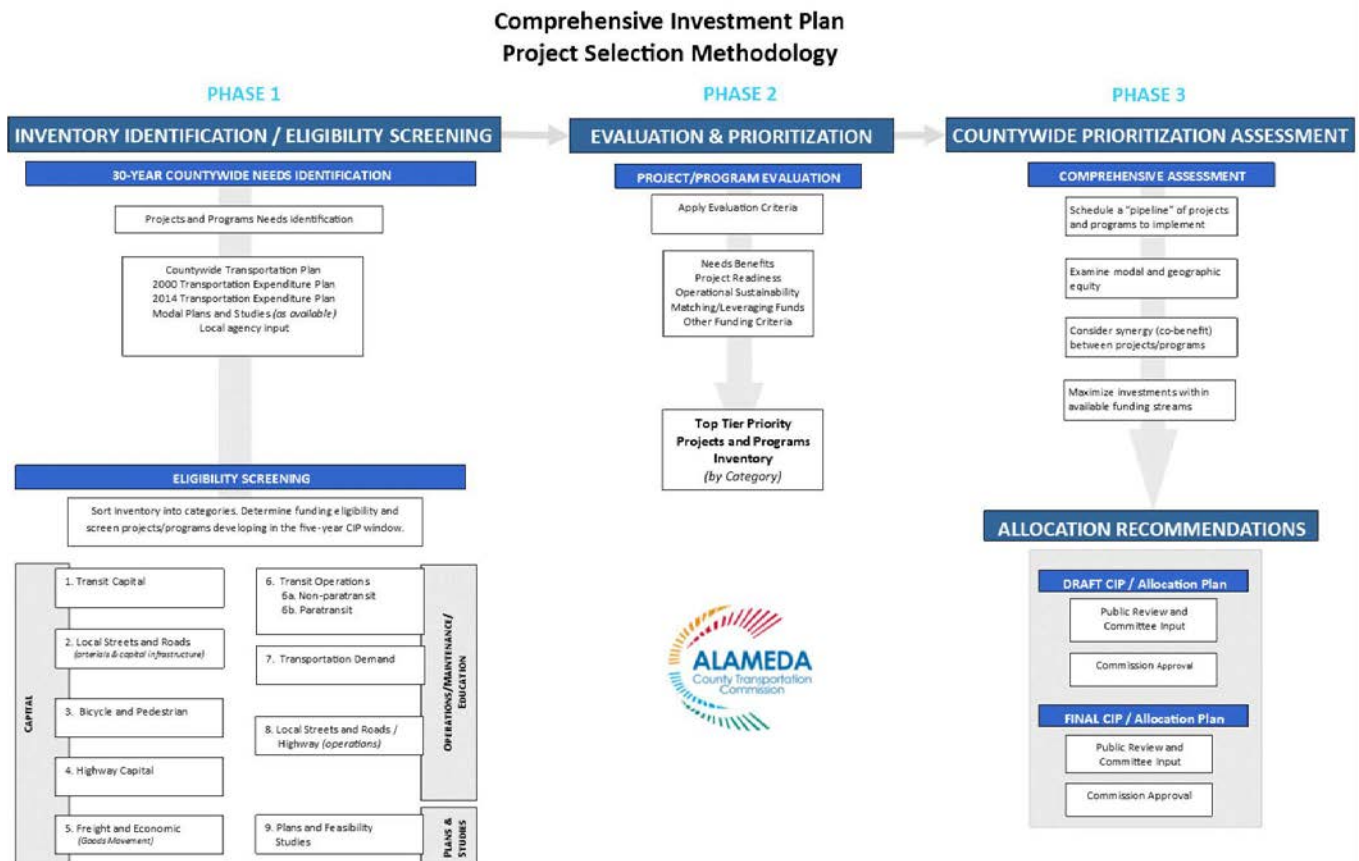 Comprehensive Investment Plan
Project Selection Methodology
PHASE 1
INVENTORY IDENTIFICATION / ELIGIBILITY SCREENING
30-YEAR COUNTYWIDE NEEDS IDENTIFICATION
Projects and Programs Needs Identification
Countywide Transportation Plan
2000 Transportation Expenditure Plan
2014 Transportation Expenditure Plan
Modal Plans and Studies (as available)
Local agency input
ELIGIBILITY SCREENING
Sort inventory into categories. Determine funding eligibility and
screen projects/programs developing in the five-year CIP window.
CAPITAL
1. Transit Capital
2. Local Streets and Roads
(arterials & capital infrastructure)
3. Bicycle and Pedestrian
4. Highway Capital
5. Freight and Economic
(Goods Movement)
6. Transit Operations
6a. Non-paratransit
6b. Paratransit
7. Transportation Demand
8. Local Streets and Roads /
Highway (operations)
9. Plans and Feasibility
Studies
OPERATIONS/MAINTENANCE/
EDUCATION
PLANS &
STUDIES
PHASE 2
EVALUATION & PRIORITIZATION
PROJECT/PROGRAM EVALUATION
Apply Evaluation Criteria
Needs Benefits
Project Readiness
Operational Sustainability
Matching/Leveraging Funds
Other Funding Criteria
Top Tier Priority
Projects and Programs
Inventory
(by Category)
ALAMEDA
County Transportation
Commission
PHASE 3
COUNTYWIDE PRIORITIZATION ASSESSMENT
COMPREHENSIVE ASSESSMENT
Schedule a "pipeline" of projects
and programs to implement
Examine modal and geographic
equity
Consider synergy (co-benefit)
between projects/programs
Maximize investments within
available funding streams
ALLOCATION RECOMMENDATIONS
DRAFT CIP / Allocation Plan
Public Review and
Committee Input
Commission Approval
FINAL CIP / Allocation Plan
Public Review and
Committee Input
Commission Approval